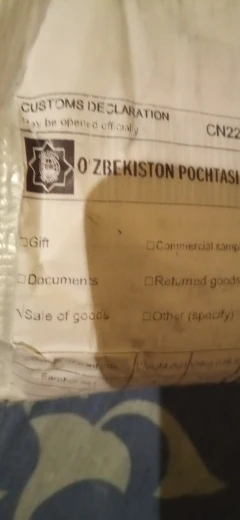 CUSTOMS DECLARATION
May be opened officially
CN22
O'ZBEKISTON POCHTASI
□Gift □Commercial samp
□Documents □Returned goods
\Sale of goods □Other (specify)